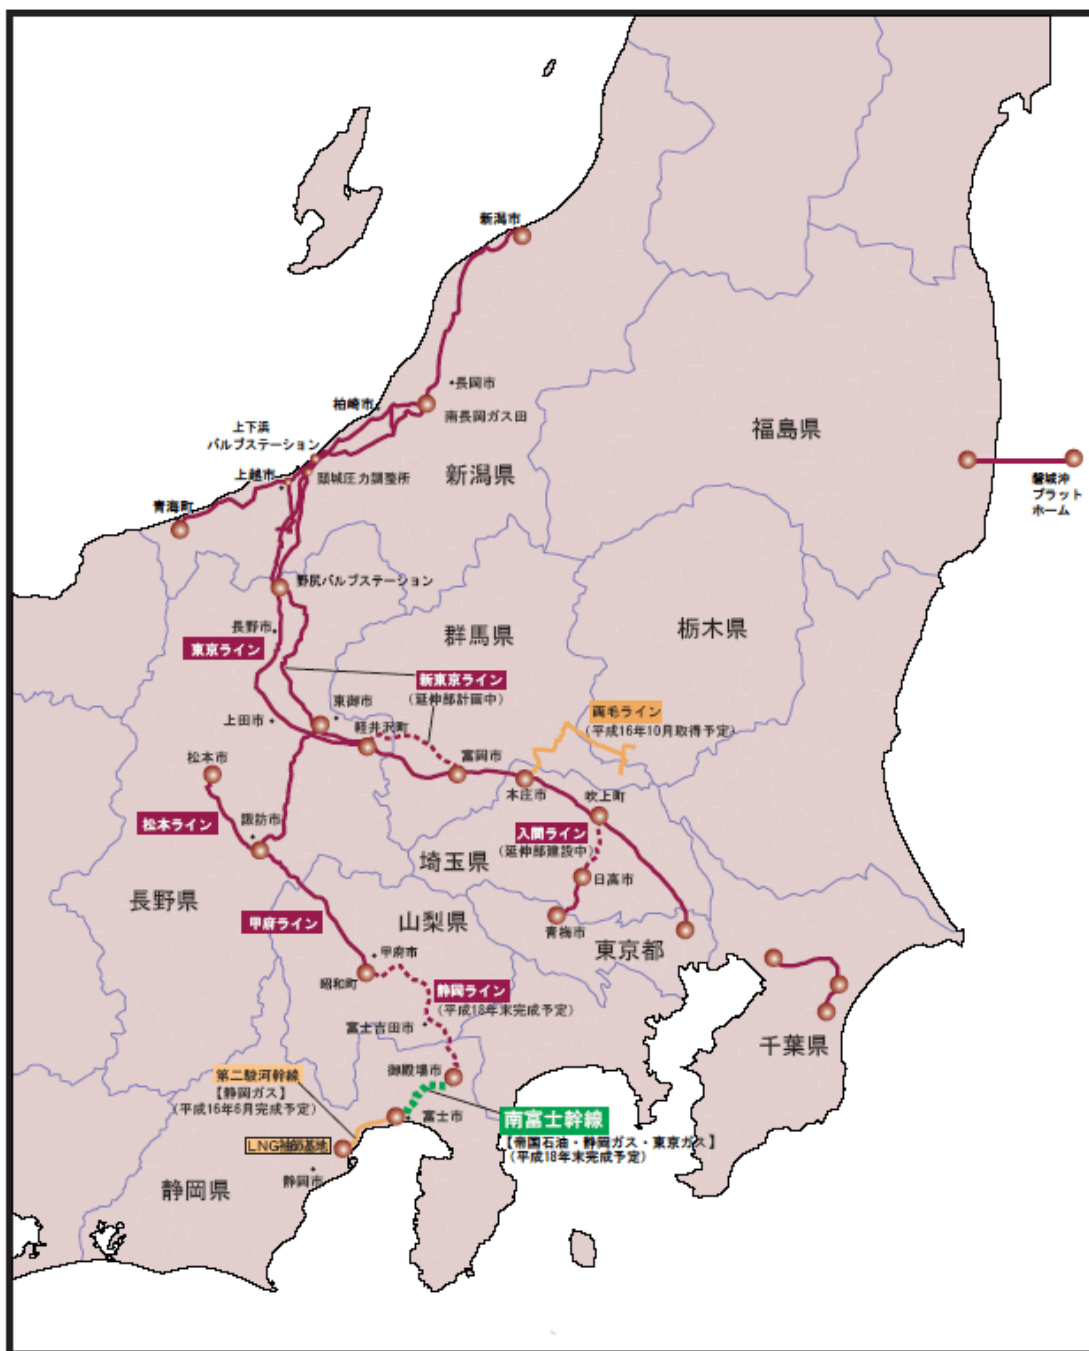 新潟市
長岡市
柏崎市
南長岡ガス田
上下浜
バルブステーション
福島県
上越市
頸城圧力調整所
新潟県
磐城沖
プラット
ホーム
青海町
野尻バルブステーション
長野市
群馬県
栃木県
東京ライン
新東京ライン
(延伸部計画中)
東御市
上田市
軽井沢町
両毛ライン
(平成16年10月取得予定)
松本市
富岡市
本庄市
吹上町
松本ライン
諏訪市
入間ライン
(延伸部建設中)
埼玉県
日高市
長野県
甲府ライン
山梨県
青梅市
東京都
甲府市
昭和町
静岡ライン
(平成18年末完成予定)
富士吉田市
千葉県
第二駿河幹線
【静岡ガス】
(平成16年6月完成予定)
御殿場市
富士市
南富士幹線
【帝国石油・静岡ガス・東京ガス】
(平成18年末完成予定)
LNG袖師基地
静岡市
静岡県